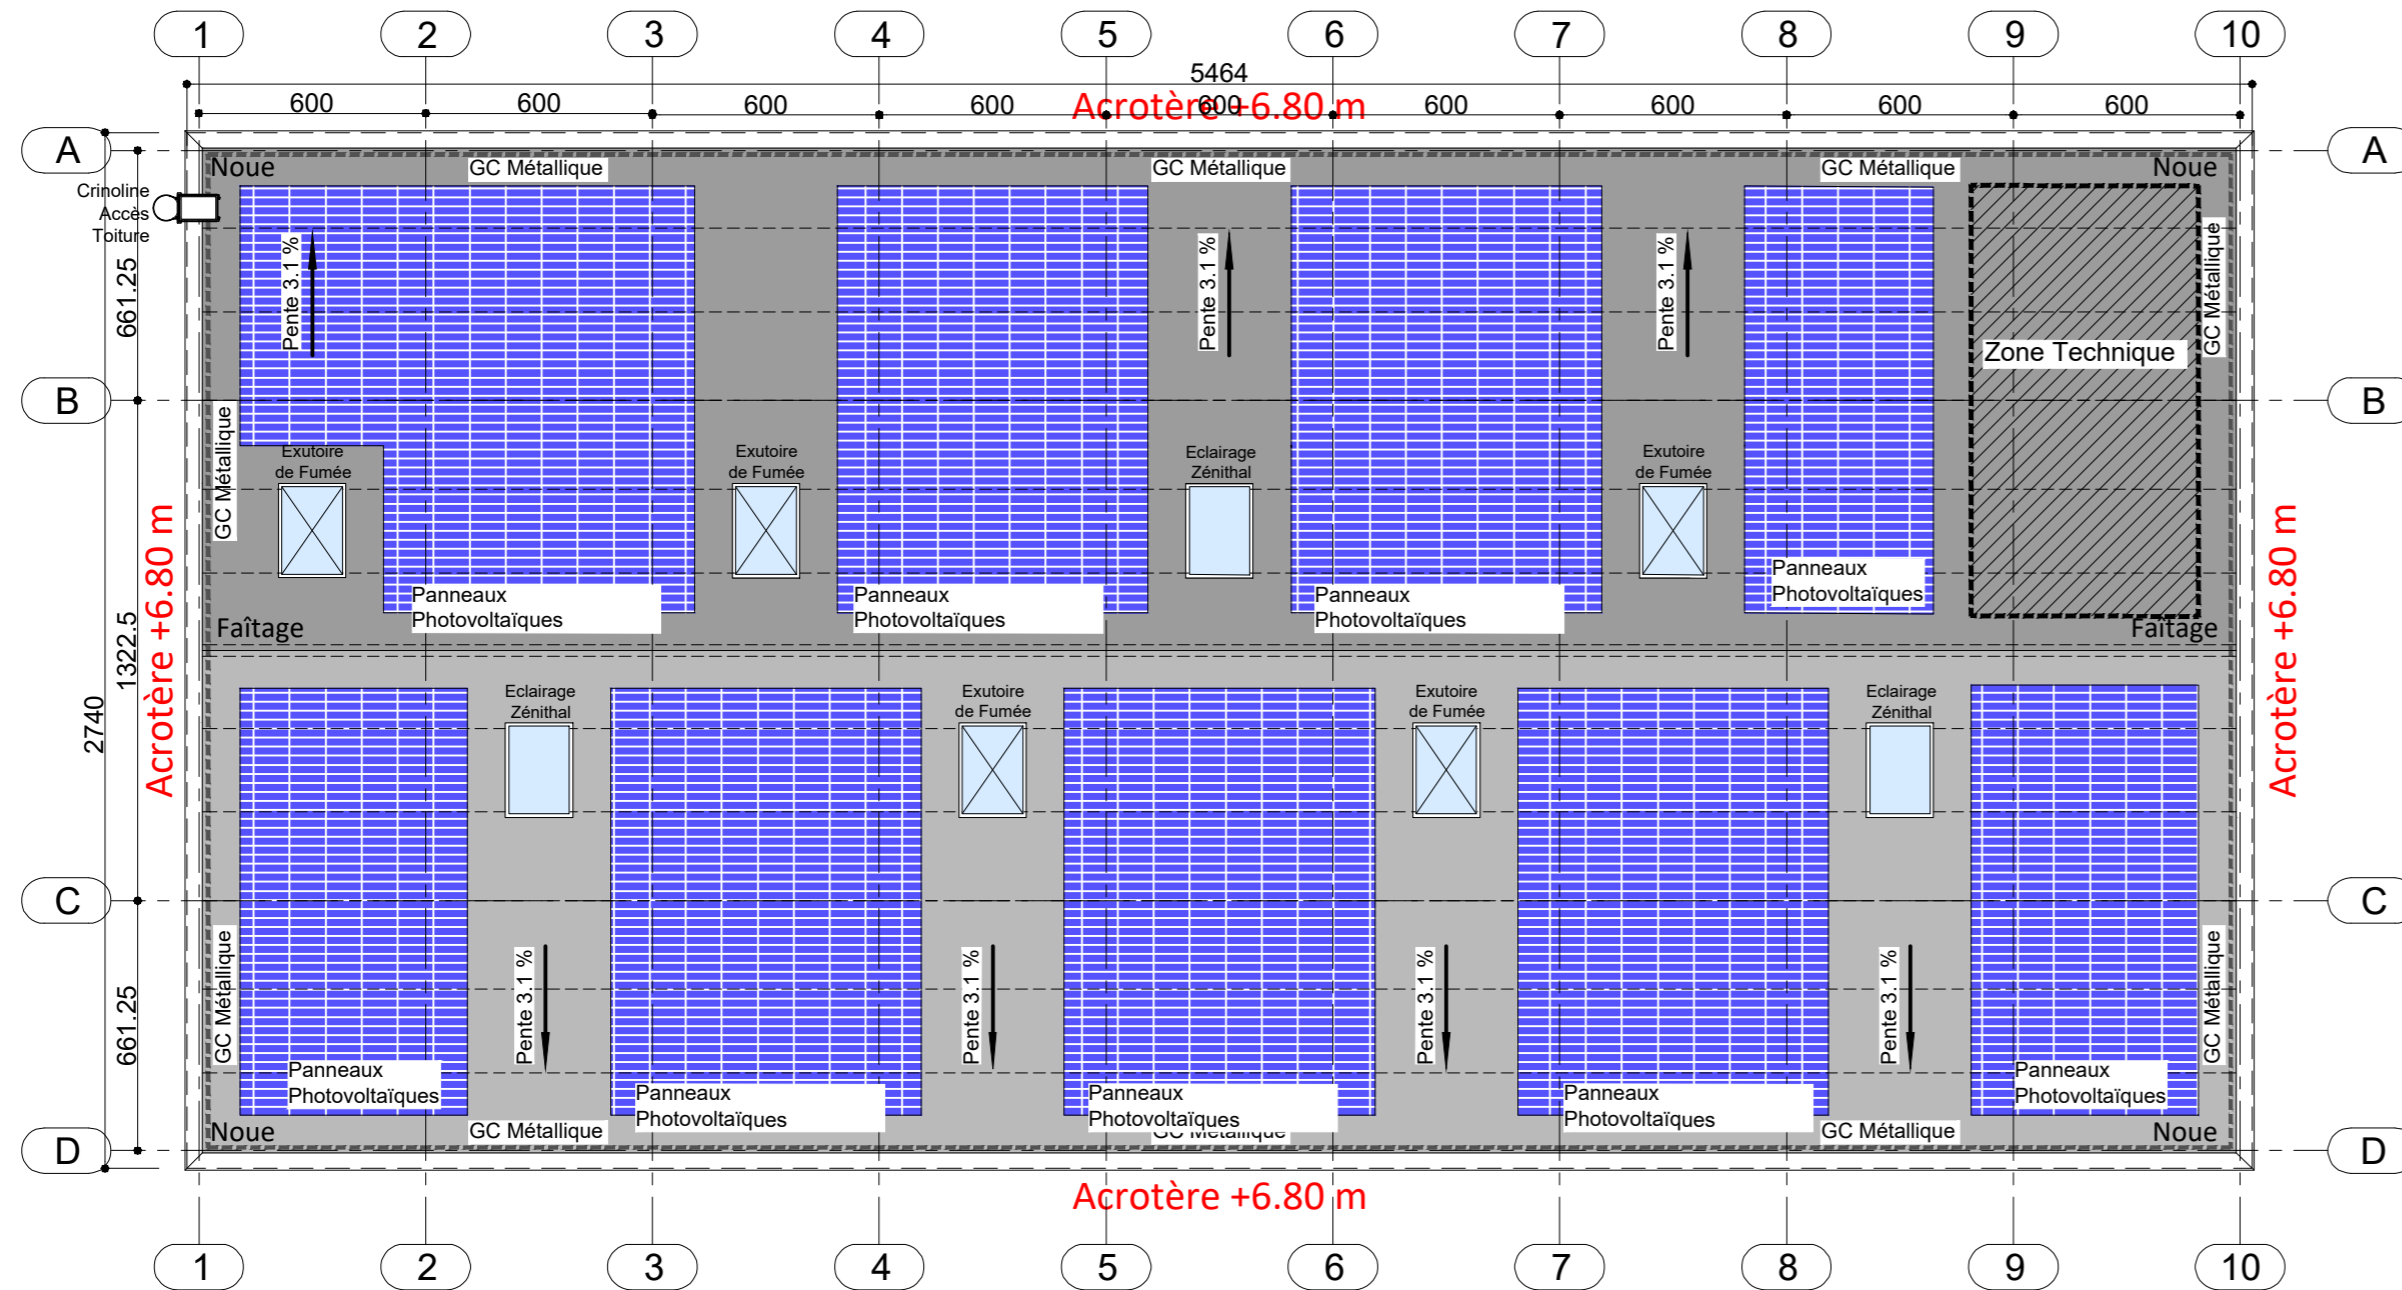 1 2 3 4 5 6 7 8 9 10
5464
600 600 600 600 600 600 600 600 600
Acrotère +6.80 m
A A
Noue GC Métallique GC Métallique GC Métallique Noue
Crinoline
Accès
Toiture
661.25
Pente 3.1 % Pente 3.1 % Pente 3.1 %
GC Métallique
Zone Technique
B B
GC Métallique
Exutoire
de Fumée
Exutoire
de Fumée
Eclairage
Zénithal
Exutoire
de Fumée
Panneaux
Photovoltaïques
Panneaux
Photovoltaïques
Panneaux
Photovoltaïques
Panneaux
Photovoltaïques
Faîtage Faîtage
Acrotère +6.80 m
1322.5
2740
Acrotère +6.80 m
Eclairage
Zénithal
Exutoire
de Fumée
Exutoire
de Fumée
Eclairage
Zénithal
C C
GC Métallique
Pente 3.1 % Pente 3.1 % Pente 3.1 % Pente 3.1 %
GC Métallique
661.25
Panneaux
Photovoltaïques
Panneaux
Photovoltaïques
Panneaux
Photovoltaïques
Panneaux
Photovoltaïques
Panneaux
Photovoltaïques
Noue GC Métallique GC Métallique GC Métallique Noue
D D
Acrotère +6.80 m
1 2 3 4 5 6 7 8 9 10